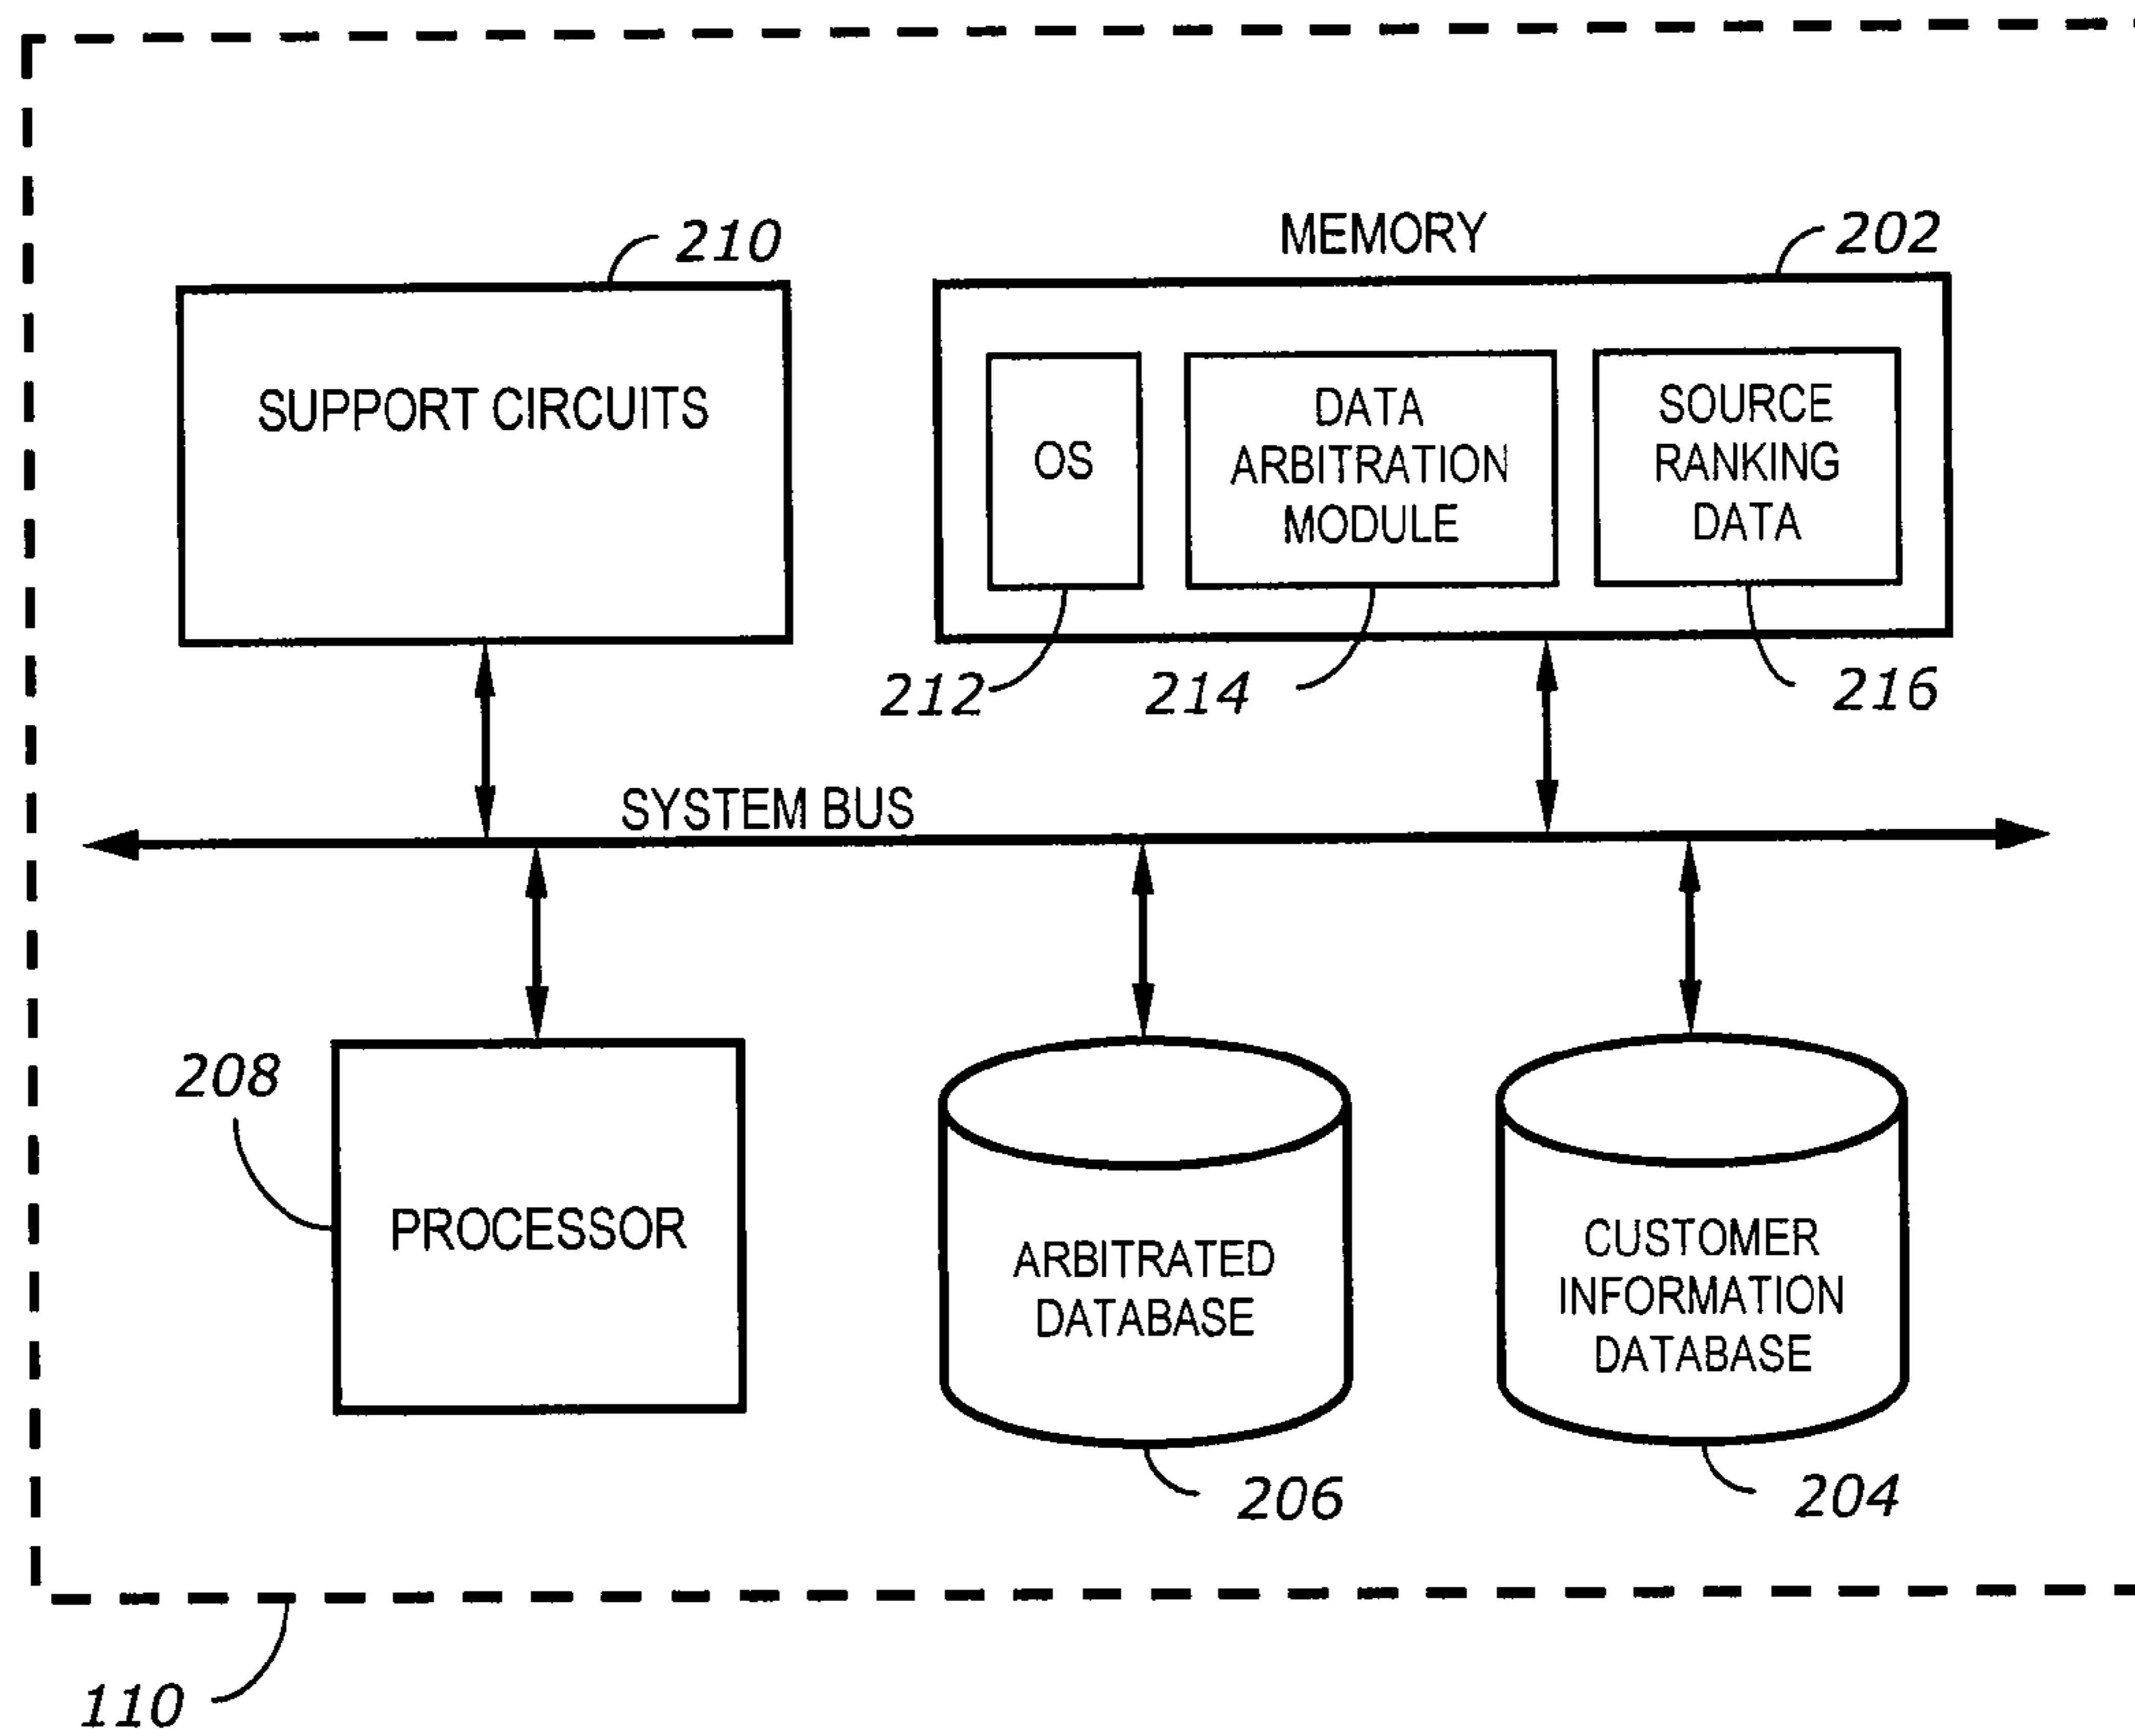 210
MEMORY
202
SUPPORT CIRCUITS
OS
DATA
ARBITRATION
MODULE
SOURCE
RANKING
DATA
212
214
216
SYSTEM BUS
208
PROCESSOR
ARBITRATED
DATABASE
CUSTOMER
INFORMATION
DATABASE
206
204
110